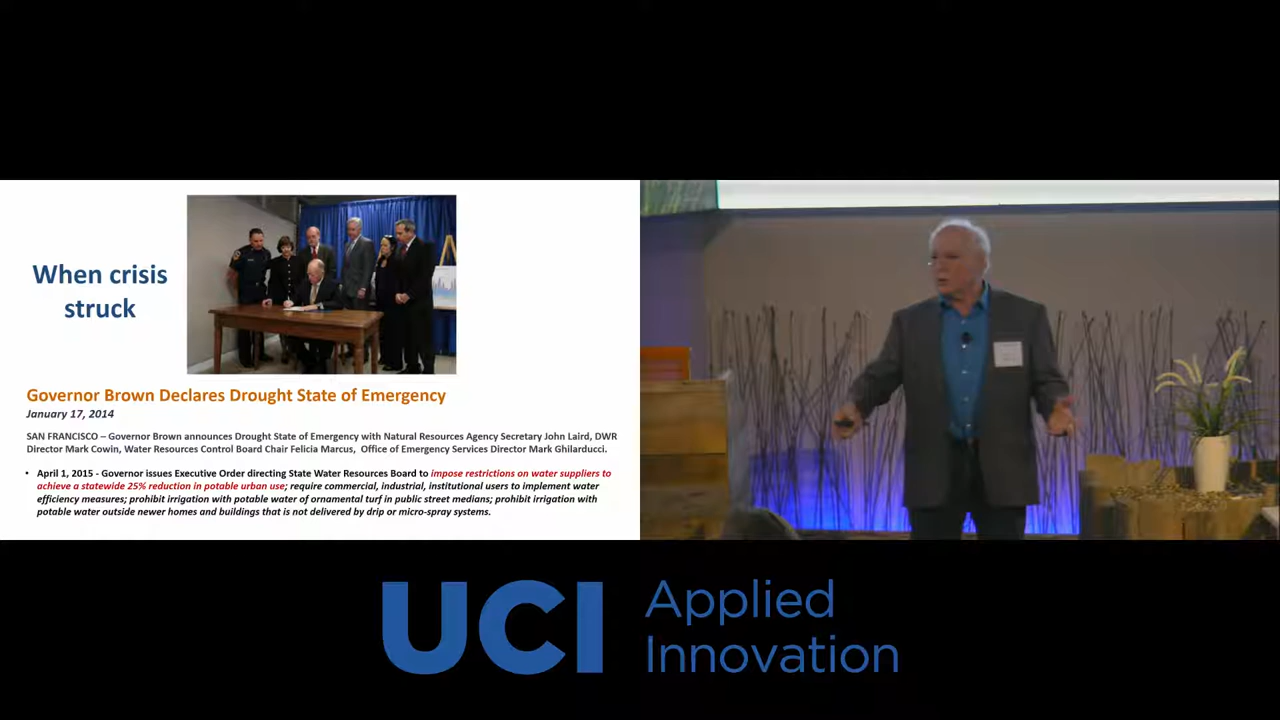 When crisis
struck
Governor Brown Declares Drought State of Emergency
January 17, 2014
SAN FRANCISCO – Governor Brown announces Drought State of Emergency with Natural Resources Agency Secretary John Laird, DWR
Director Mark Cowin, Water Resources Control Board Chair Felicia Marcus, Office of Emergency Services Director Mark Ghilarducci.
• April 1, 2015 - Governor issues Executive Order directing State Water Resources Board to impose restrictions on water suppliers to
achieve a statewide 25% reduction in potable urban use; require commercial, industrial, institutional users to implement water
efficiency measures; prohibit irrigation with potable water of ornamental turf in public street medians; prohibit irrigation with
potable water outside newer homes and buildings that is not delivered by drip or micro-spray systems.
UCI Applied
Innovation